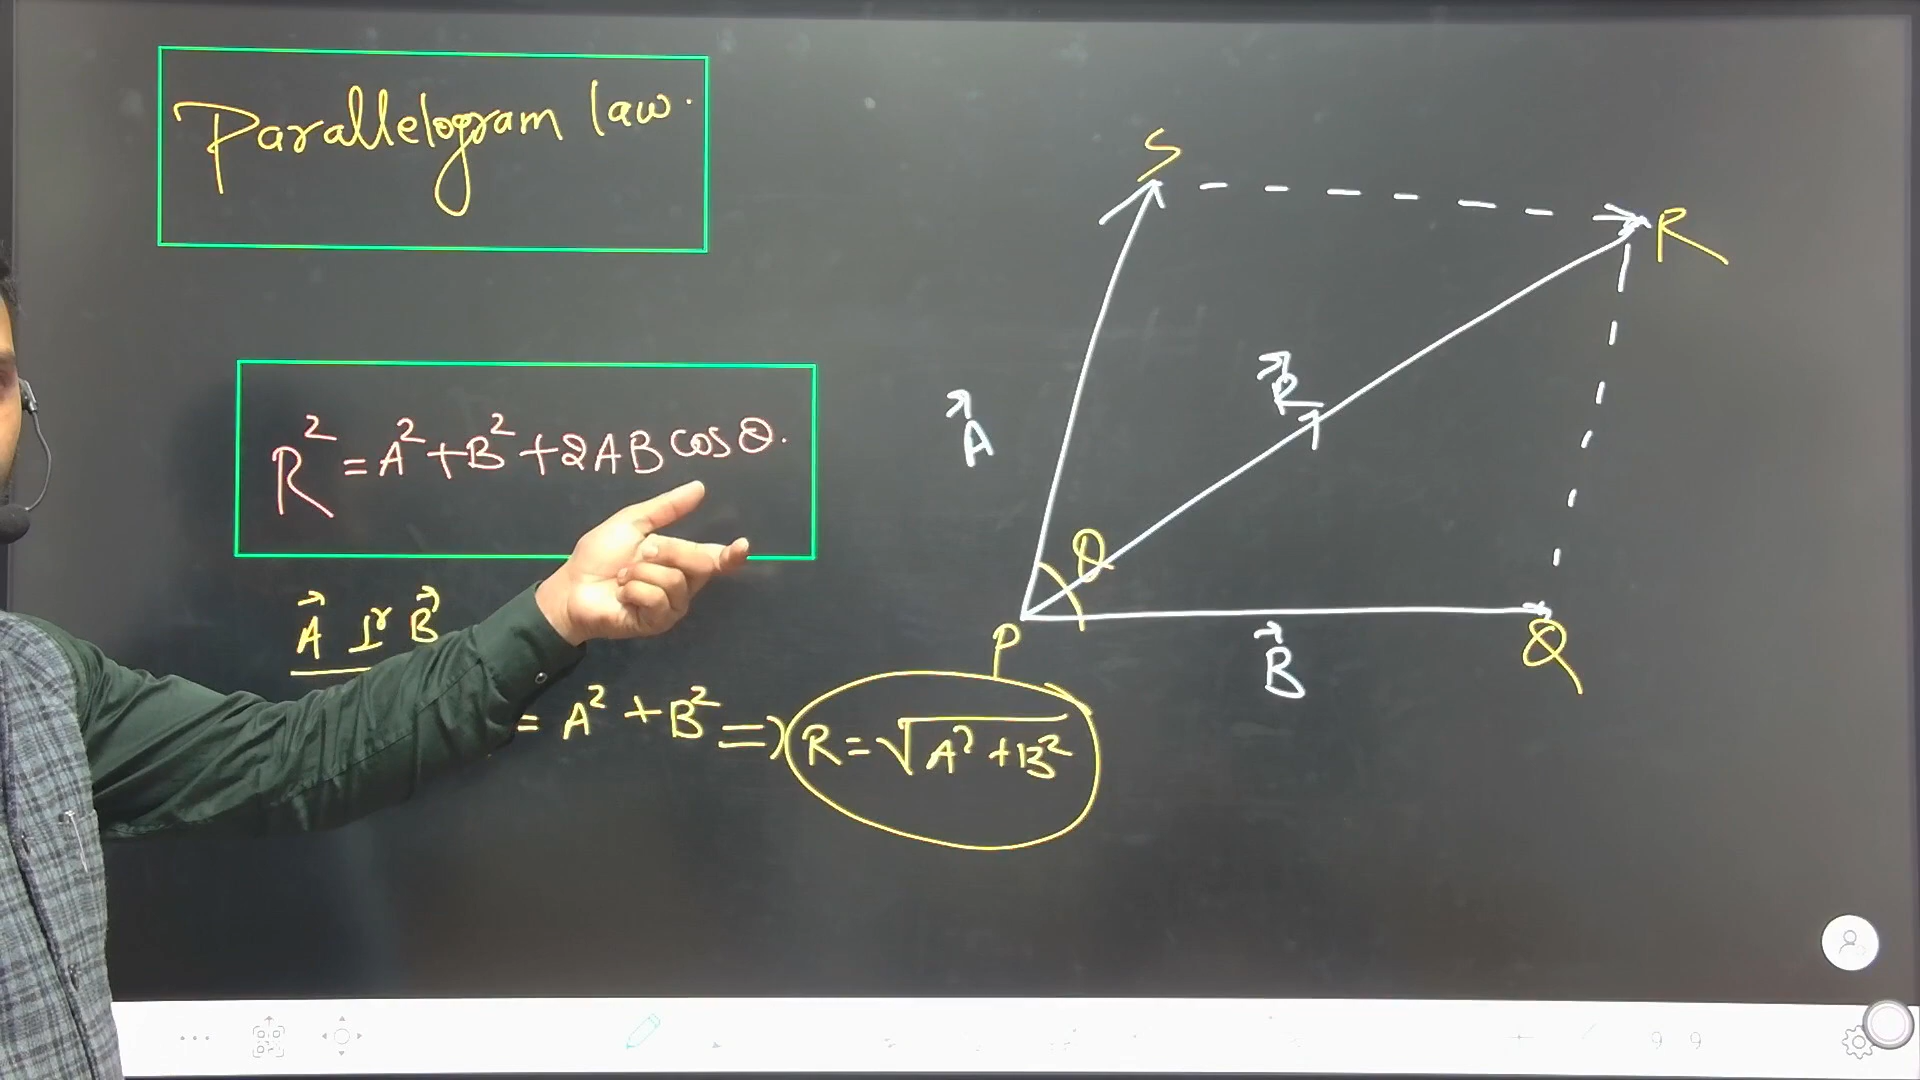 Parallelogram law.
R² = A² + B² + 2AB cos θ.
A⃗ ⊥r B⃗
= A² + B² ⇒ R = √A² + B²
S
R
A⃗
R⃗
θ
P
B⃗
Q